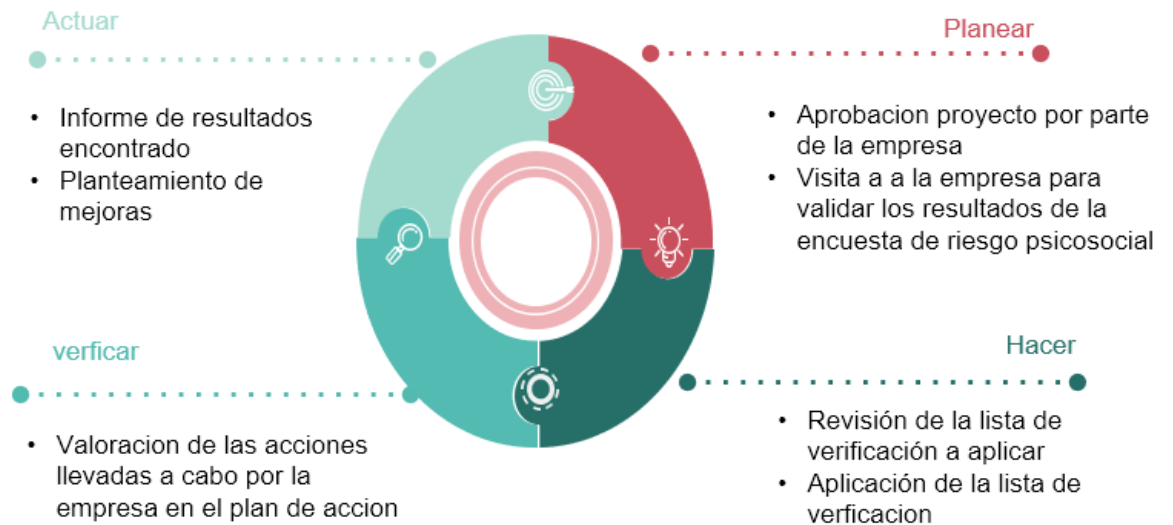 Actuar
• Informe de resultados
encontrado
• Planteamiento de
mejoras
Planear
• Aprobacion proyecto por parte
de la empresa
• Visita a a la empresa para
validar los resultados de la
encuesta de riesgo psicosocial
verficar
• Valoracion de las acciones
llevadas a cabo por la
empresa en el plan de accion
Hacer
• Revisión de la lista de
verificación a aplicar
• Aplicación de la lista de
verficacion